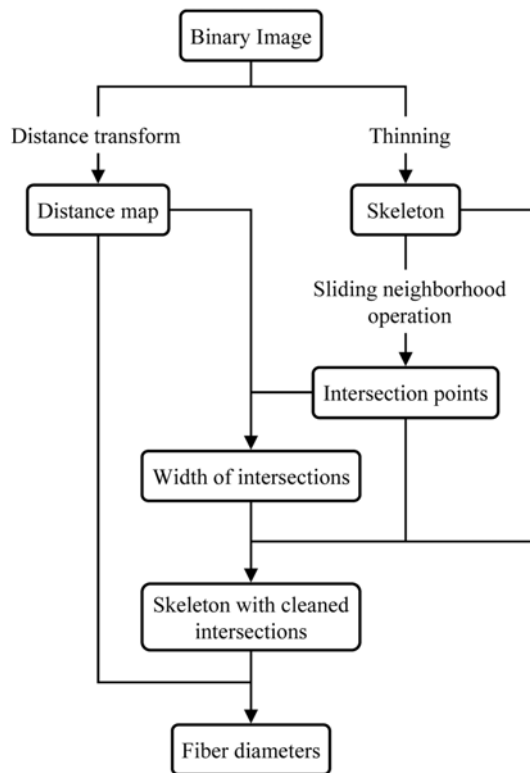 Binary Image
Distance transform
Thinning
Distance map
Skeleton
Sliding neighborhood
operation
Intersection points
Width of intersections
Skeleton with cleaned
intersections
Fiber diameters